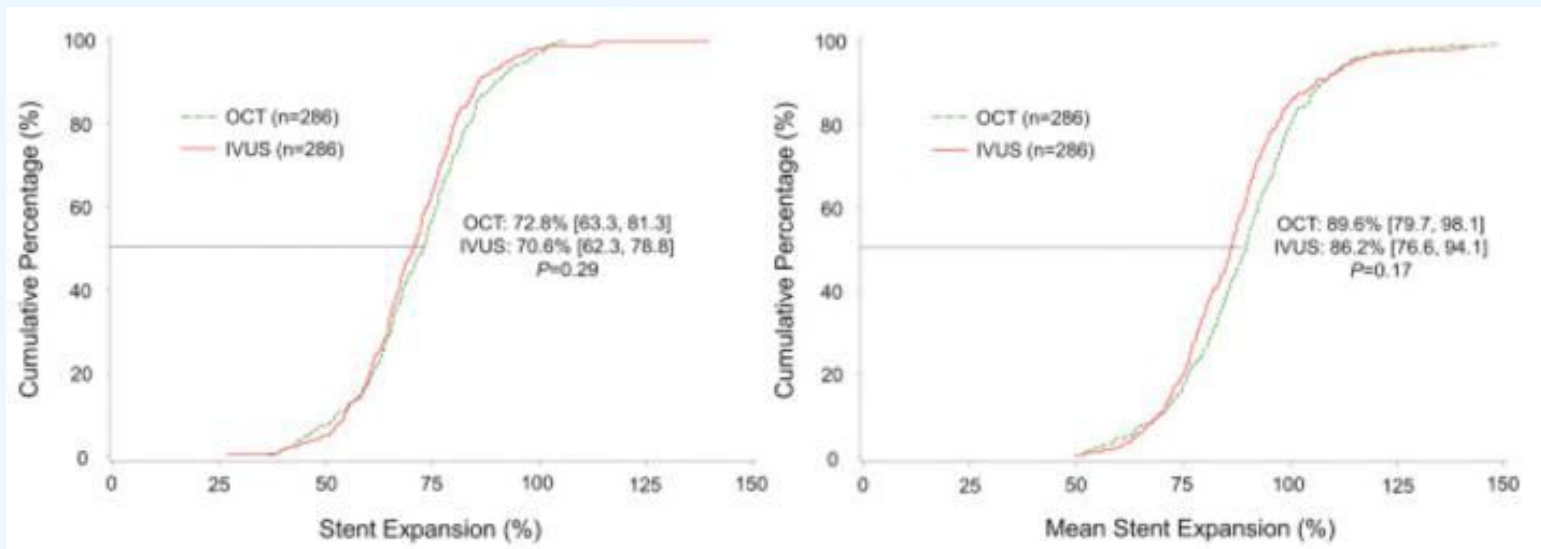 Cumulative Percentage (%)
100
80
60
40
20
0
OCT (n=286)
IVUS (n=286)
OCT: 72.8% [63.3, 81.3]
IVUS: 70.6% [62.3, 78.8]
P=0.29
0 25 50 75 100 125 150
Stent Expansion (%)
Cumulative Percentage (%)
100
80
60
40
20
0
OCT (n=286)
IVUS (n=286)
OCT: 89.6% [79.7, 98.1]
IVUS: 86.2% [76.6, 94.1]
P=0.17
0 25 50 75 100 125 150
Mean Stent Expansion (%)